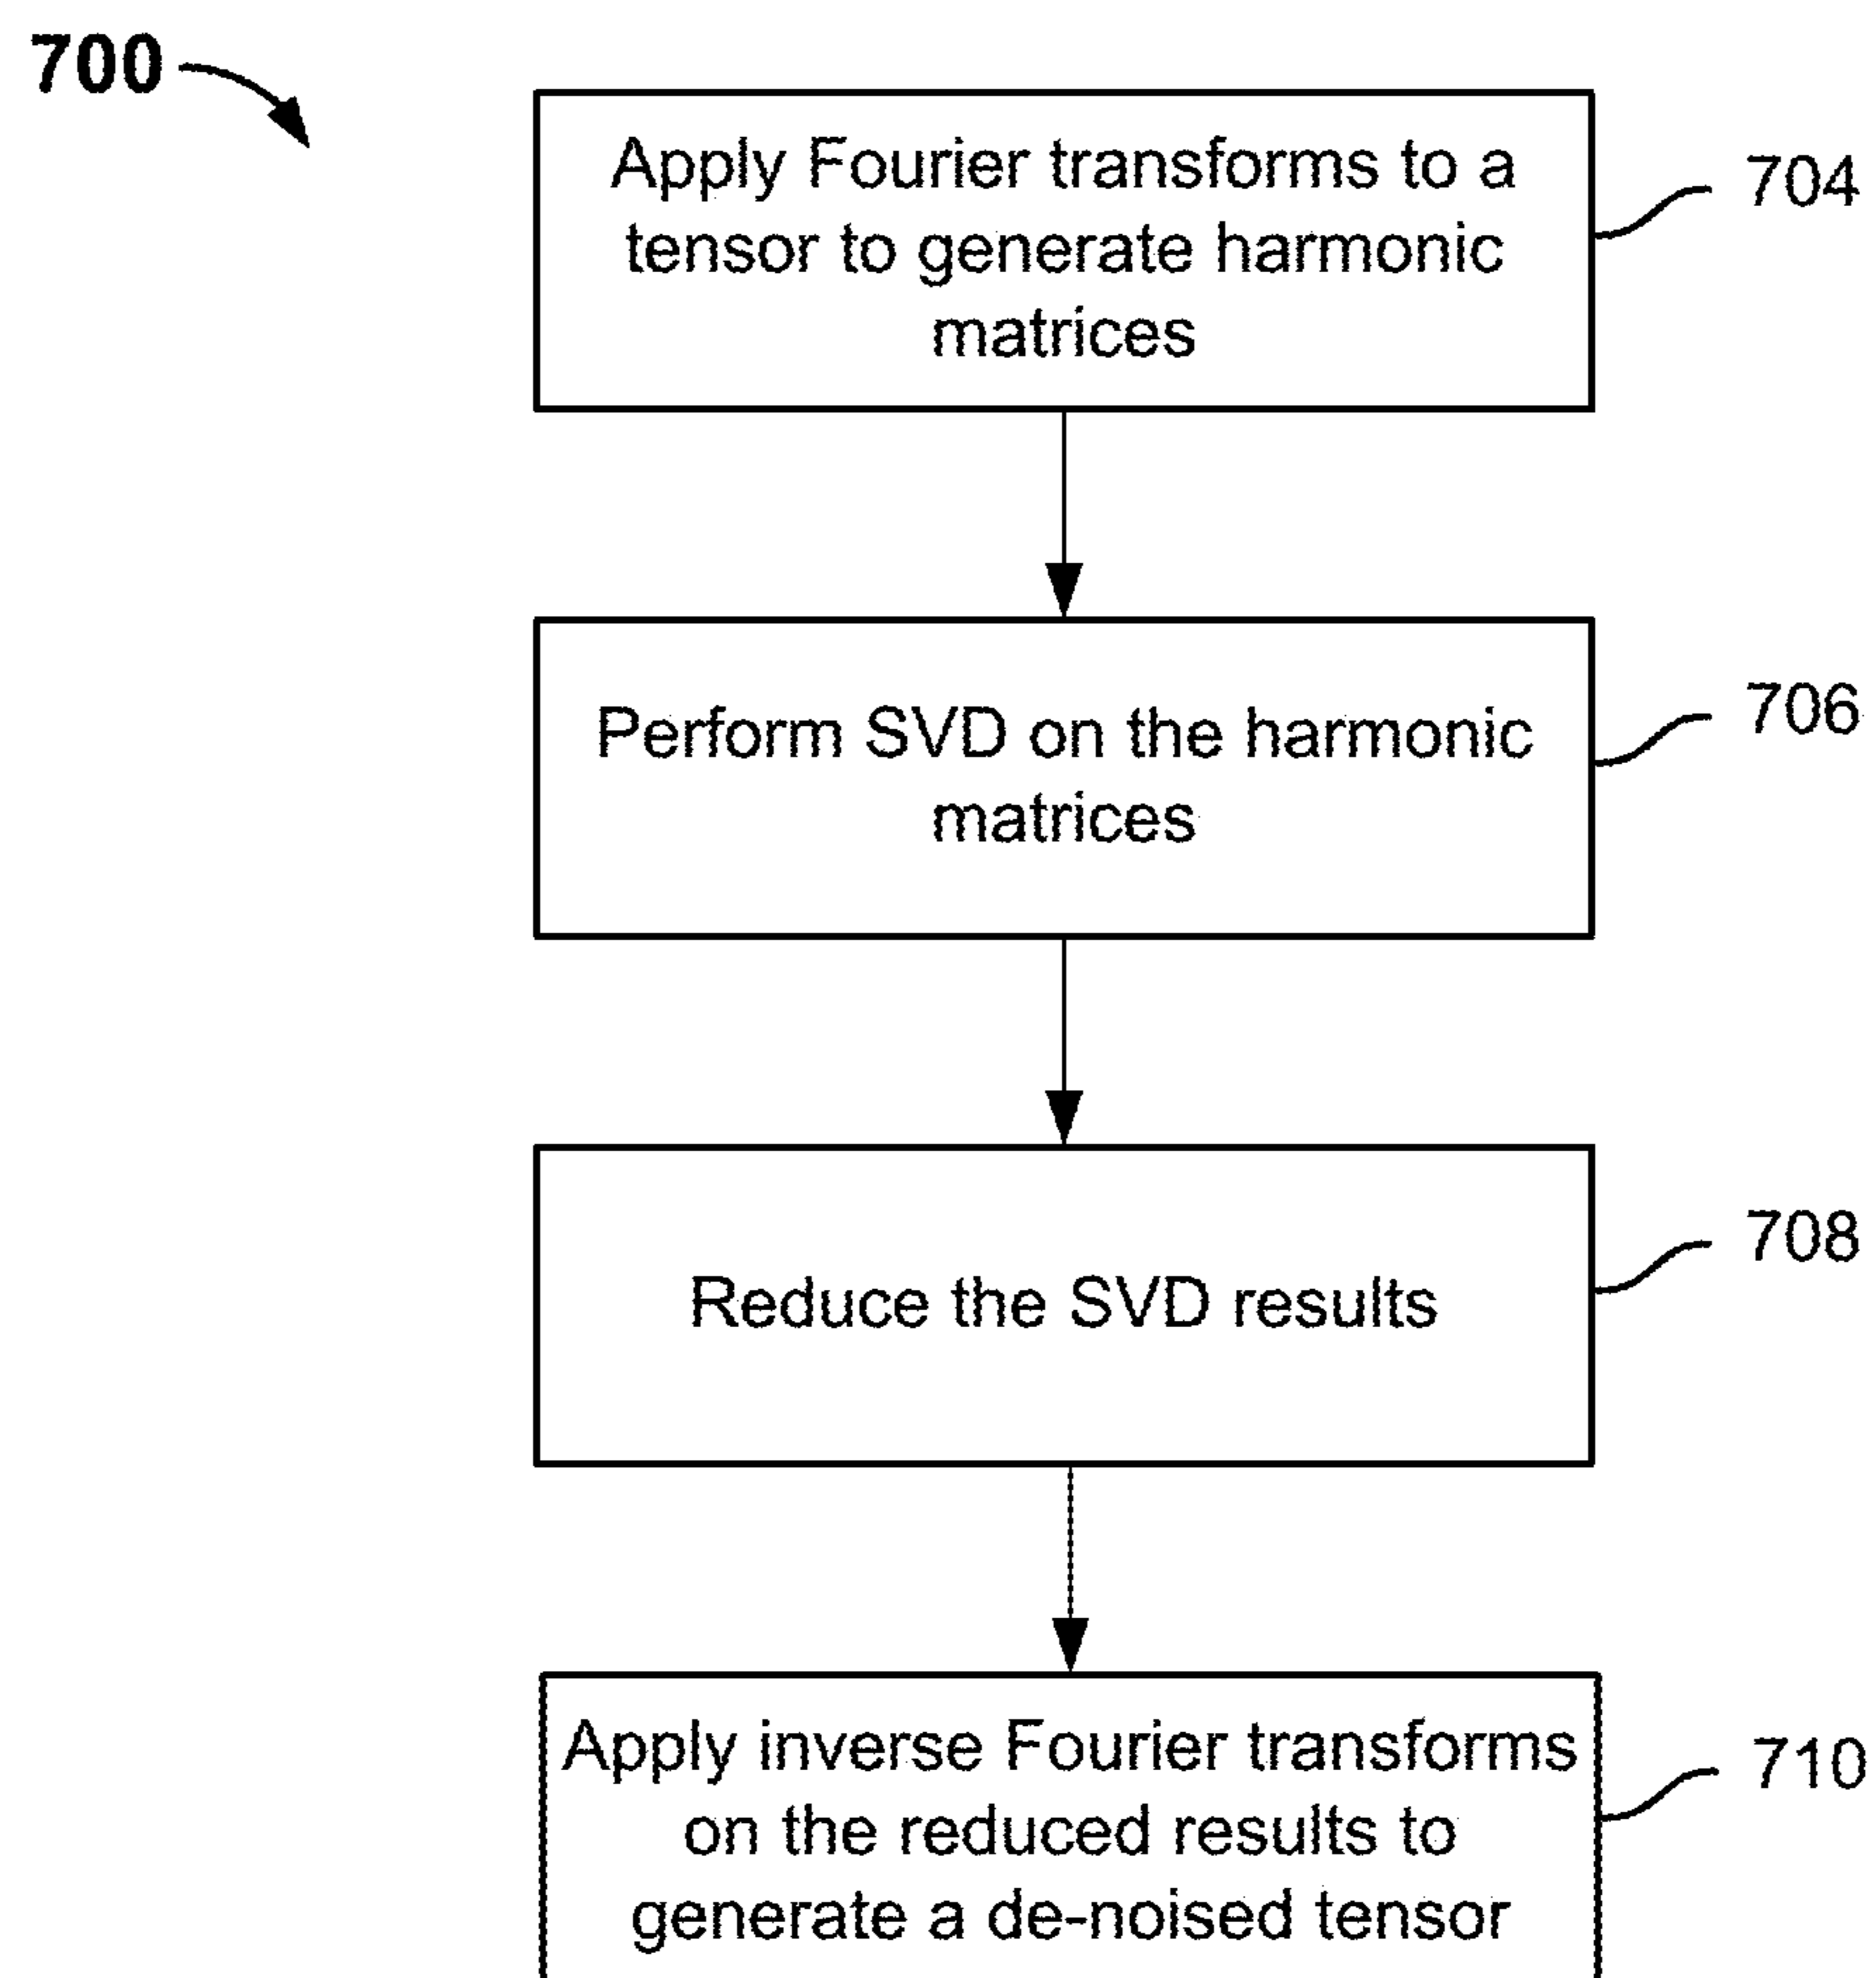 700
Apply Fourier transforms to a
tensor to generate harmonic
matrices
704
Perform SVD on the harmonic
matrices
706
Reduce the SVD results
708
Apply inverse Fourier transforms
on the reduced results to
generate a de-noised tensor
710